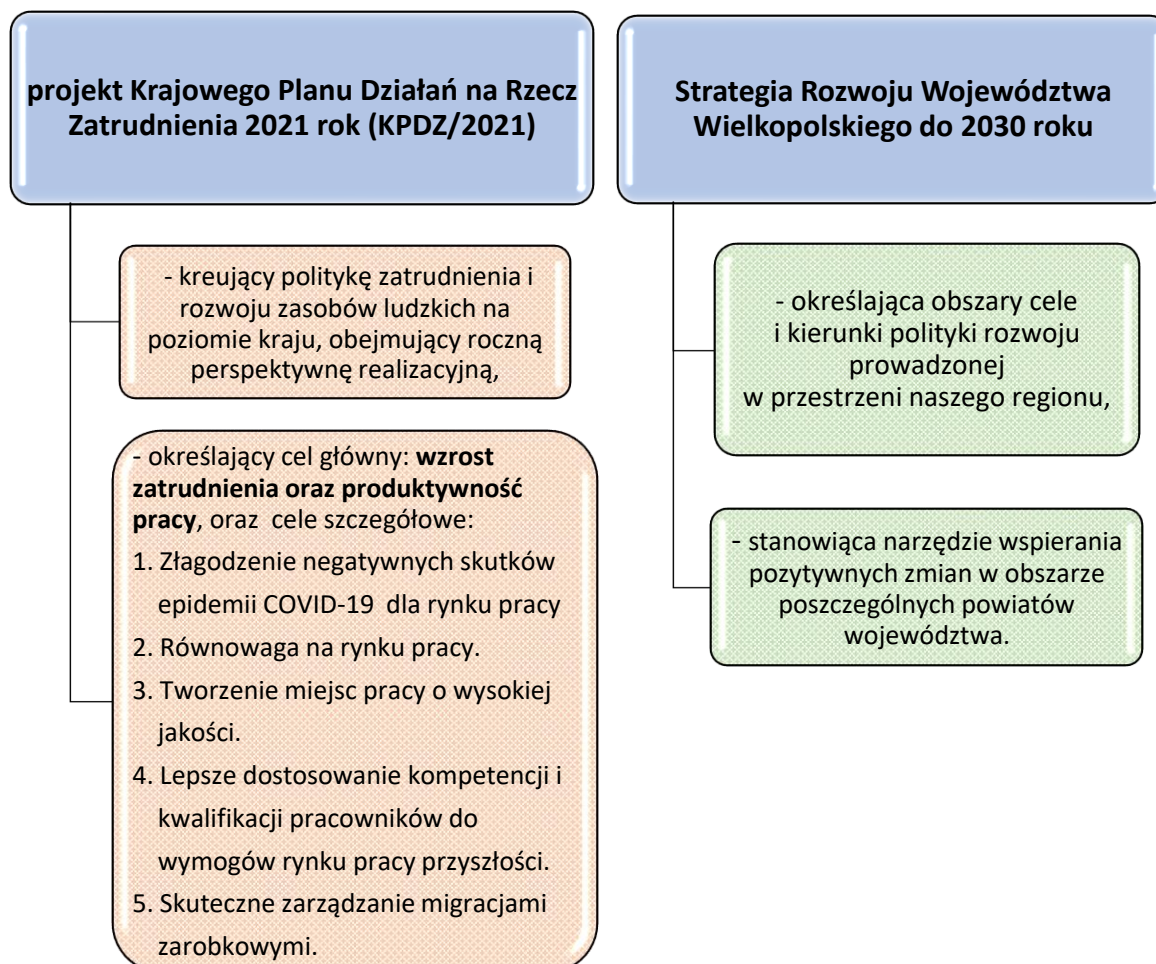 projekt Krajowego Planu Działań na Rzecz
Zatrudnienia 2021 rok (KPDZ/2021)
- kreujący politykę zatrudnienia i
rozwoju zasobów ludzkich na
poziomie kraju, obejmujący roczną
perspektywnę realizacyjną,
- określający cel główny: wzrost
zatrudnienia oraz produktywność
pracy, oraz  cele szczegółowe:
1. Złagodzenie negatywnych skutków
epidemii COVID-19  dla rynku pracy
2. Równowaga na rynku pracy.
3. Tworzenie miejsc pracy o wysokiej
jakości.
4. Lepsze dostosowanie kompetencji i
kwalifikacji pracowników do
wymogów rynku pracy przyszłości.
5. Skuteczne zarządzanie migracjami
zarobkowymi.
Strategia Rozwoju Województwa
Wielkopolskiego do 2030 roku
- określająca obszary cele
i kierunki polityki rozwoju
prowadzonej
w przestrzeni naszego regionu,
- stanowiąca narzędzie wspierania
pozytywnych zmian w obszarze
poszczególnych powiatów
województwa.